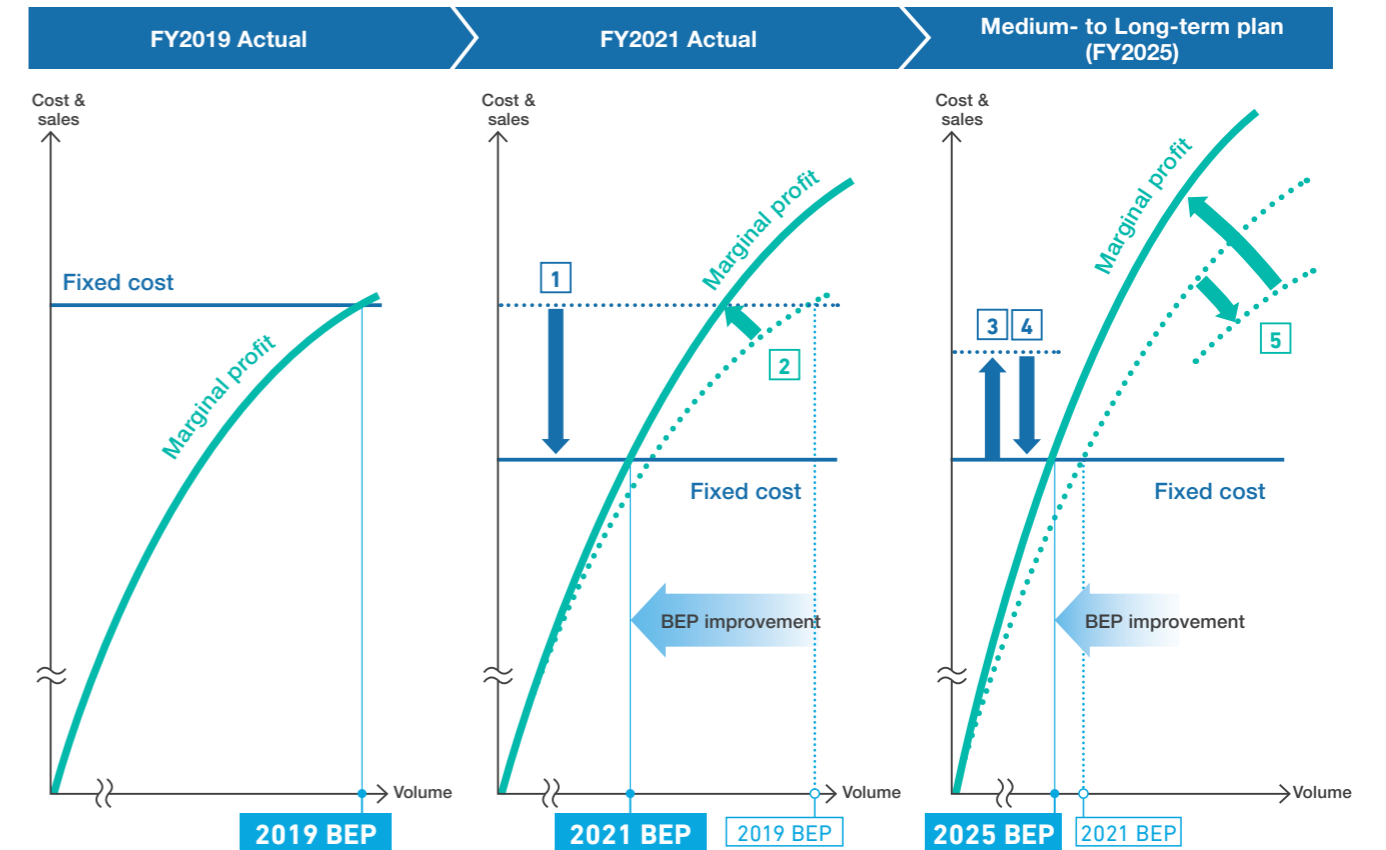 FY2019 Actual
FY2021 Actual
Medium- to Long-term plan
(FY2025)
Cost &
sales
Fixed cost
Marginal profit
Volume
2019 BEP
Cost &
sales
1
Marginal profit
2
Fixed cost
BEP improvement
Volume
2021 BEP
2019 BEP
Cost &
sales
Marginal profit
3
4
5
Fixed cost
BEP improvement
Volume
2025 BEP
2021 BEP